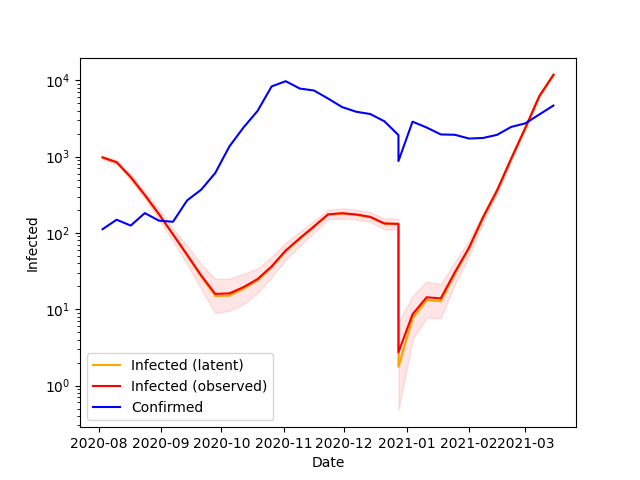 10⁴
10³
10²
10¹
10⁰
Infected
Infected (latent)
Infected (observed)
Confirmed
2020-08 2020-09 2020-10 2020-11 2020-12 2021-01 2021-02 2021-03
Date